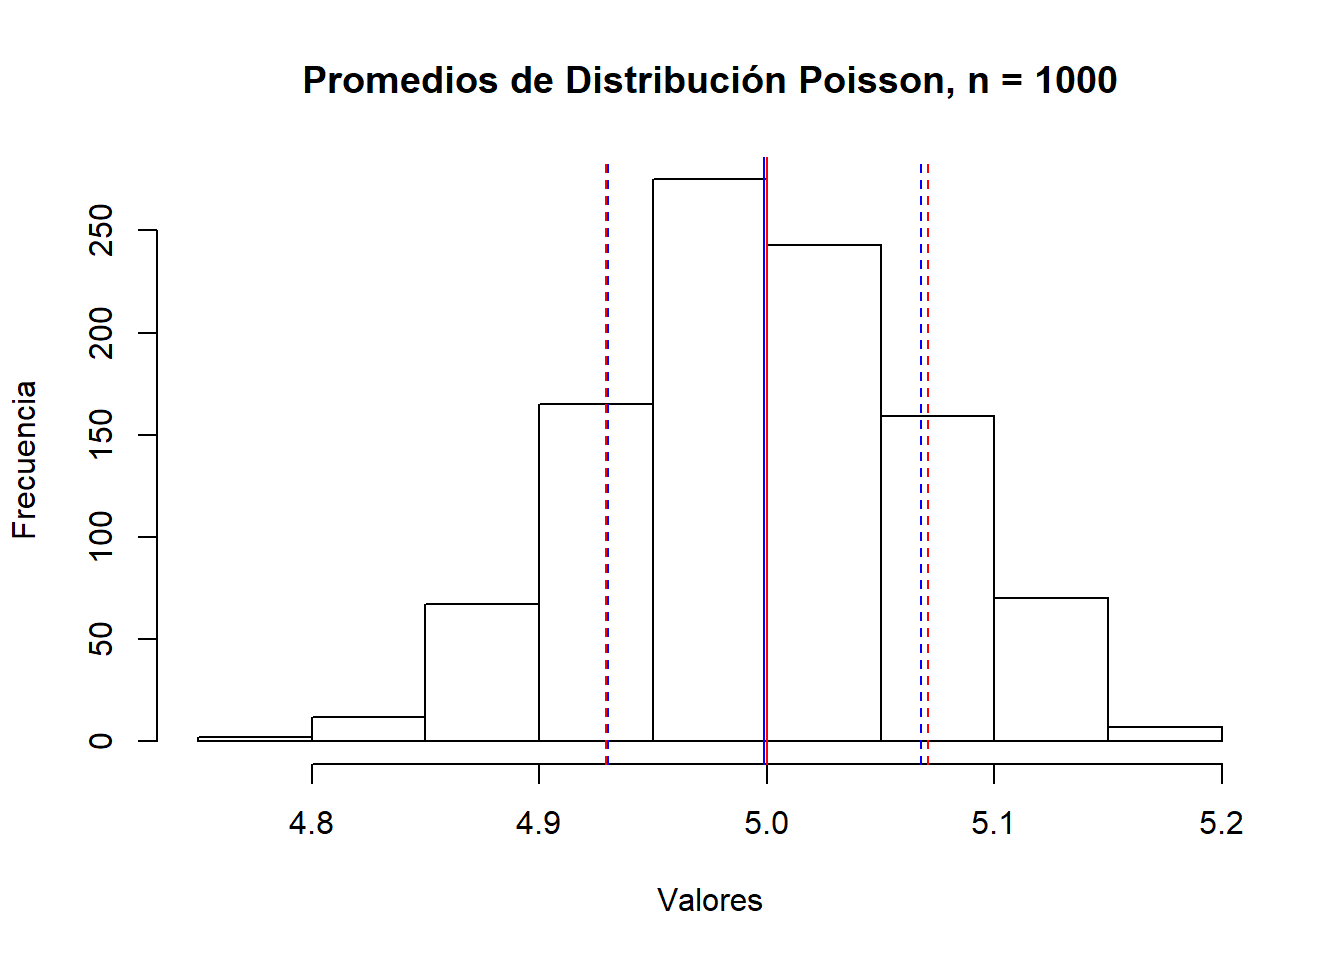 Promedios de Distribución Poisson, n = 1000
Frecuencia
250
200
150
100
50
0
4.8 4.9 5.0 5.1 5.2
Valores